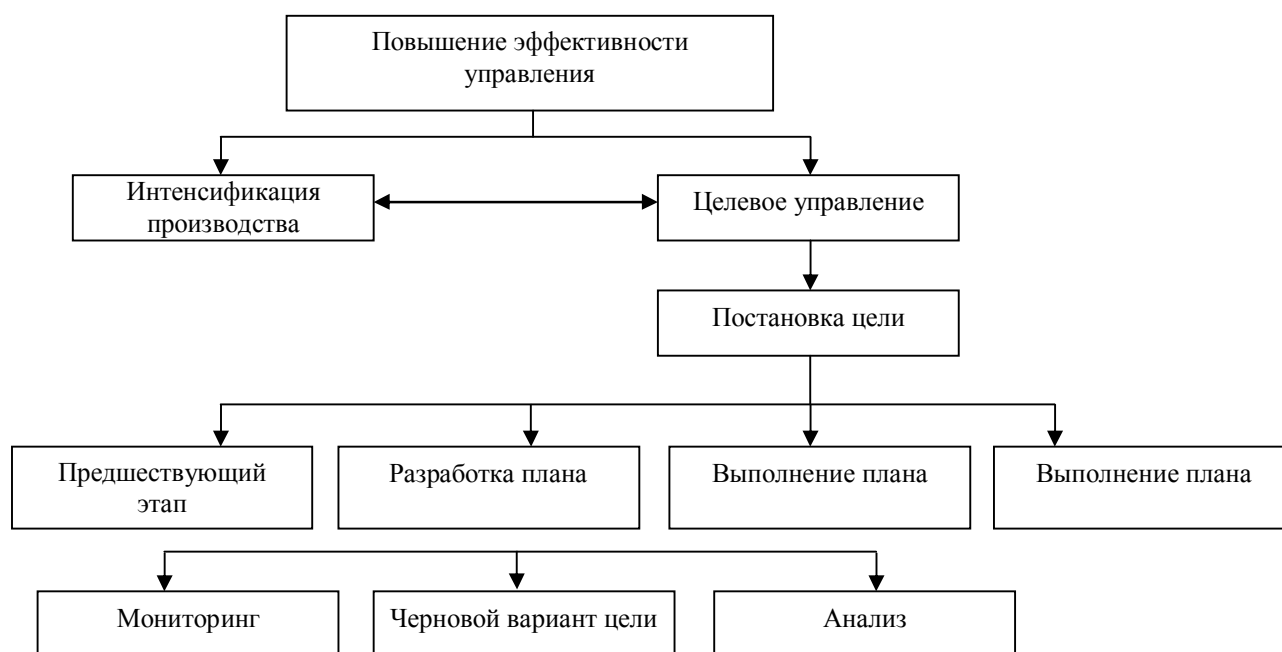 Повышение эффективности
управления
Интенсификация
производства
Целевое управление
Постановка цели
Предшествующий
этап
Разработка плана
Выполнение плана
Выполнение плана
Мониторинг
Черновой вариант цели
Анализ